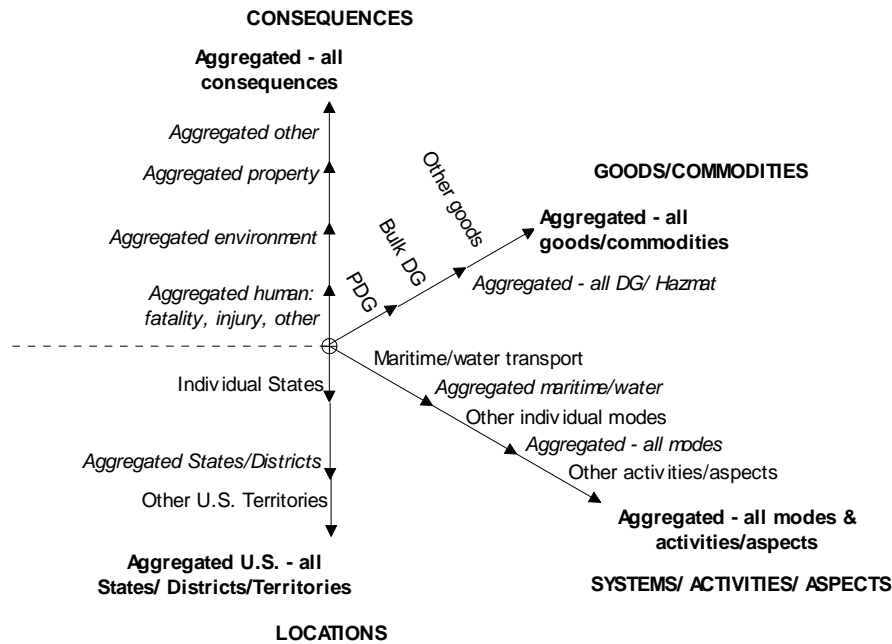 CONSEQUENCES
Aggregated - all
consequences
Aggregated other
Aggregated property
Aggregated environment
Aggregated human:
fatality, injury, other
Other goods
Bulk DG
PDG
GOODS/COMMODITIES
Aggregated - all
goods/commodities
Aggregated - all DG/ Hazmat
Maritime/water transport
Aggregated maritime/water
Other individual modes
Aggregated - all modes
Other activities/aspects
Aggregated - all modes &
activities/aspects
SYSTEMS/ ACTIVITIES/ ASPECTS
Individual States
Aggregated States/Districts
Other U.S. Territories
Aggregated U.S. - all
States/ Districts/Territories
LOCATIONS